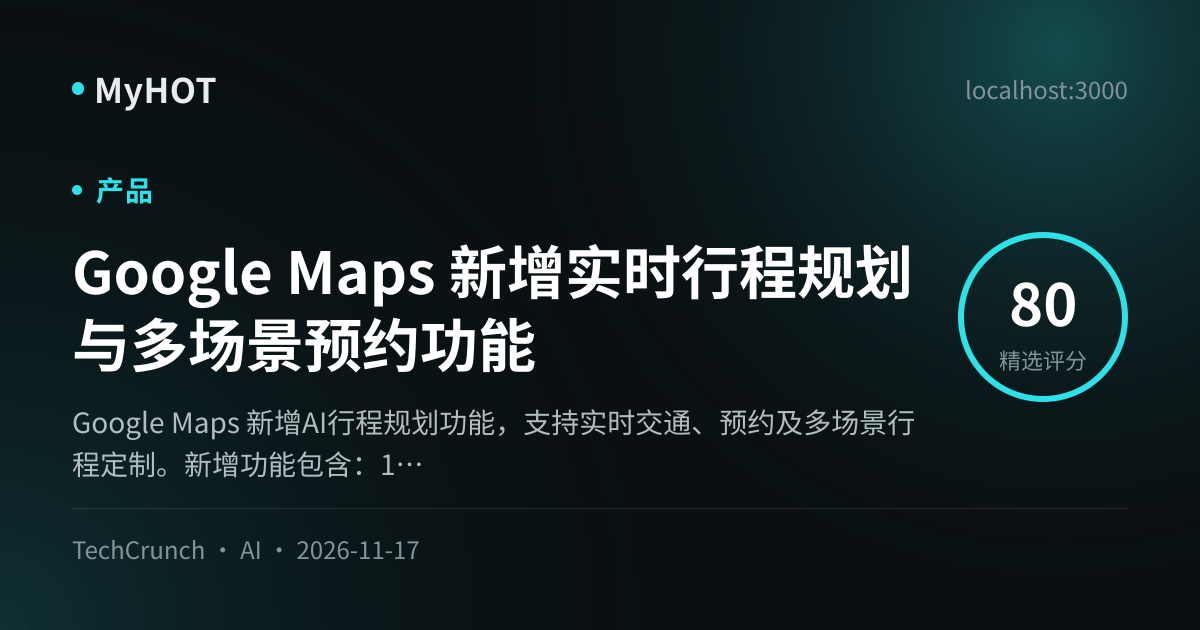 MyHOT
localhost:3000
产品
Google Maps 新增实时行程规划
与多场景预约功能
80
精选评分
Google Maps 新增AI行程规划功能，支持实时交通、预约及多场景行
程定制。新增功能包含：1…
TechCrunch · AI · 2026-11-17